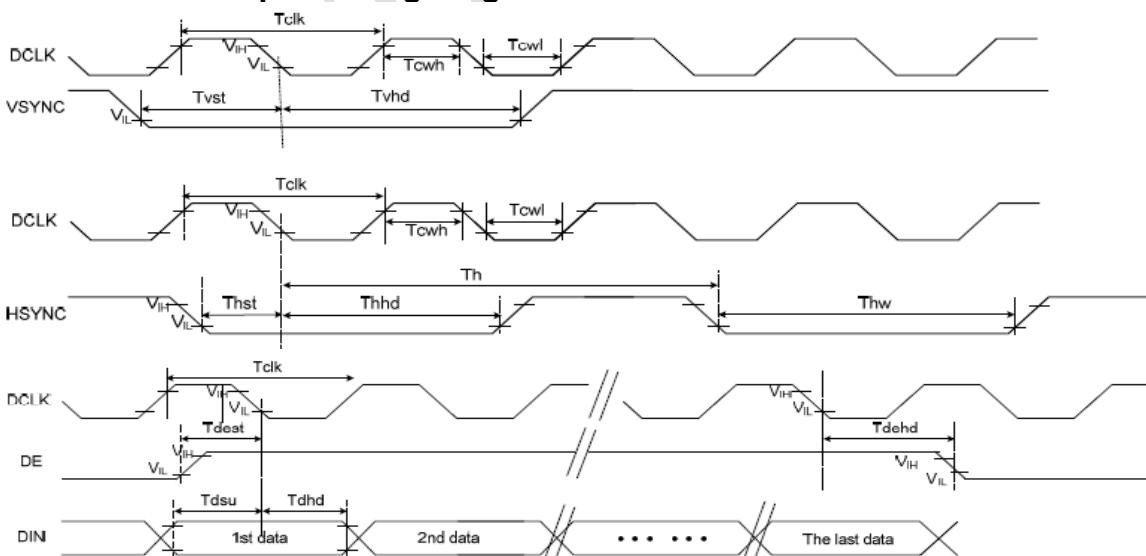 Tclk
DCLK VIH VIL Tcwh Tcwl
VSYNC VIL Tvst Tvhd
Tclk
DCLK VIH VIL Tcwh Tcwl
Th
HSYNC VIH VIL Thst Thhd Thw
Tclk
DCLK VIH VIL VIH VIL
Tdest Tdehd
DE VIL VIH VIH VIL
Tdsu Tdhd
DIN 1st data 2nd data • • • • • • The last data